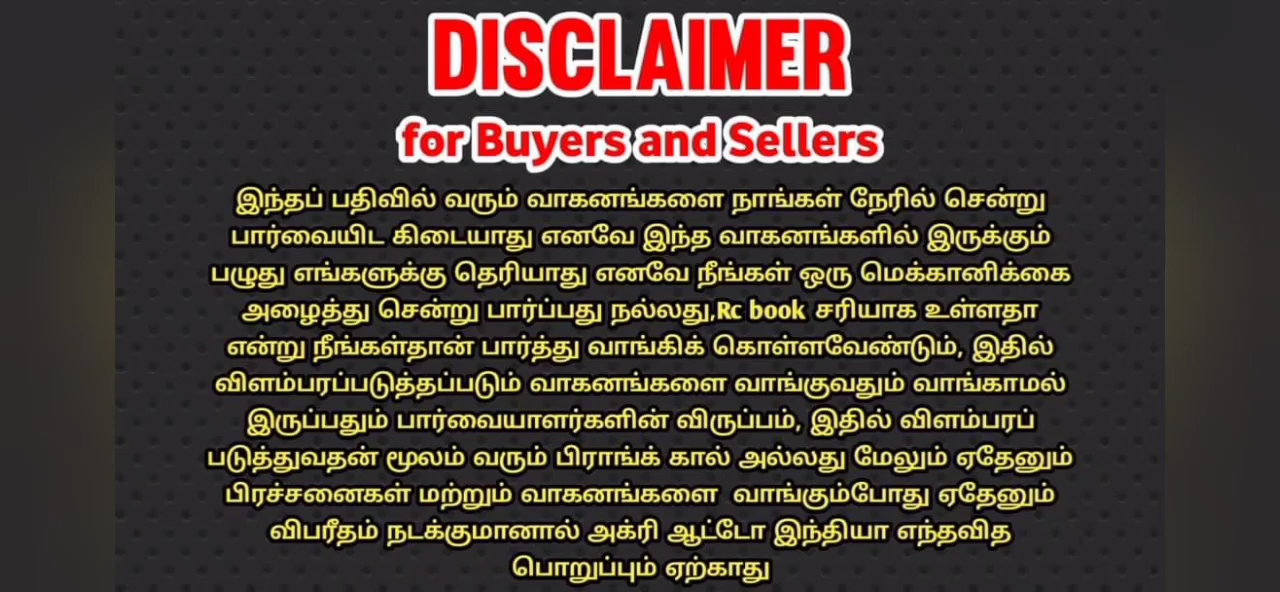 DISCLAIMER
for Buyers and Sellers
இந்தப் பதிவில் வரும் வாகனங்களை நாங்கள் நேரில் சென்று
பார்வையிட கிடையாது எனவே இந்த வாகனங்களில் இருக்கும்
பழுது எங்களுக்கு தெரியாது எனவே நீங்கள் ஒரு மெக்கானிக்கை
அழைத்து சென்று பார்ப்பது நல்லது,Rc book சரியாக உள்ளதா
என்று நீங்கள்தான் பார்த்து வாங்கிக் கொள்ளவேண்டும், இதில்
விளம்பரப்படுத்தப்படும் வாகனங்களை வாங்குவதும் வாங்காமல்
இருப்பதும் பார்வையாளர்களின் விருப்பம், இதில் விளம்பரப்
படுத்துவதன் மூலம் வரும் பிராங்க் கால் அல்லது மேலும் ஏதேனும்
பிரச்சனைகள் மற்றும் வாகனங்களை வாங்கும்போது ஏதேனும்
விபரீதம் நடக்குமானால் அக்ரி ஆட்டோ இந்தியா எந்தவித
பொறுப்பும் ஏற்காது